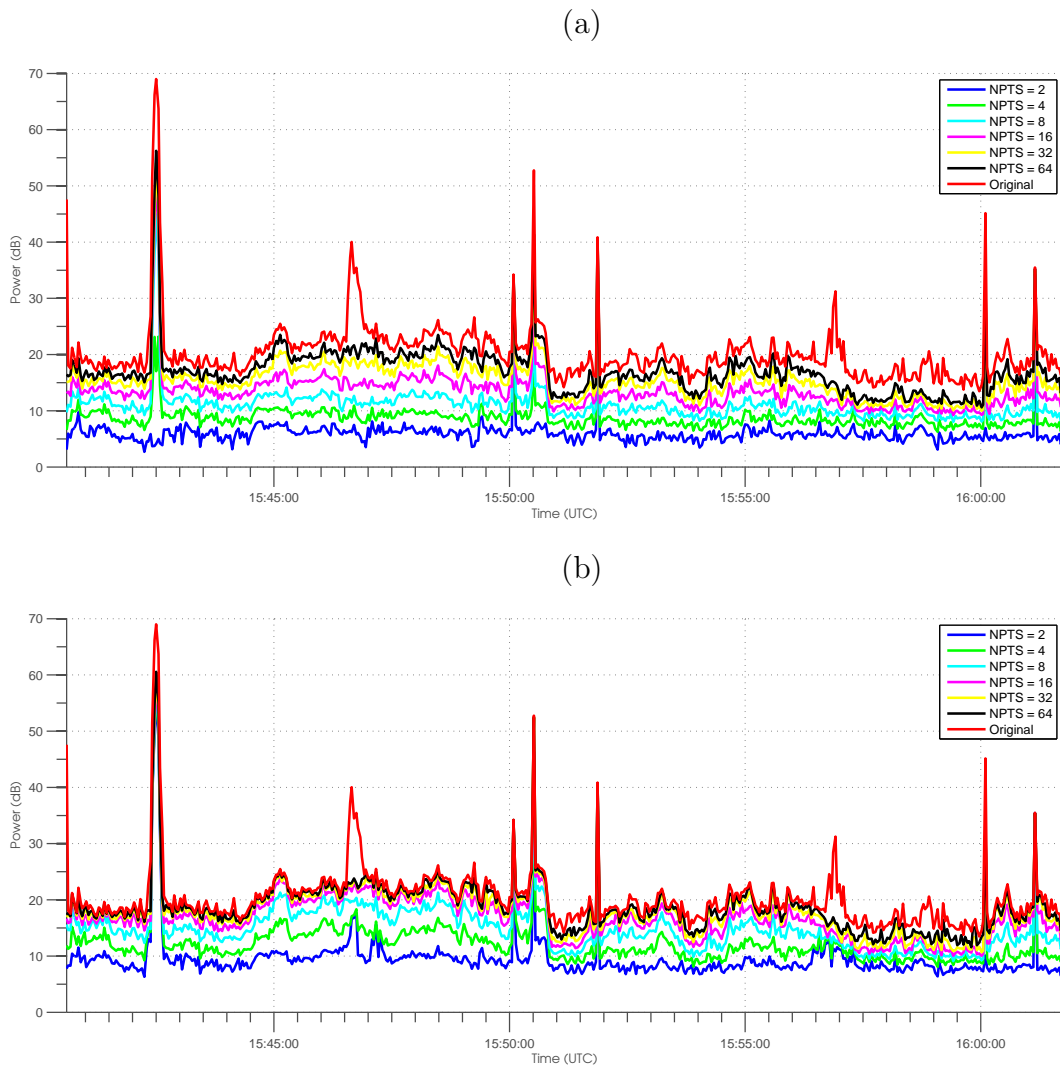 (a)
70
60
50
40
30
20
10
0
Power (dB)
15:45:00
15:50:00
15:55:00
16:00:00
Time (UTC)
NPTS = 2
NPTS = 4
NPTS = 8
NPTS = 16
NPTS = 32
NPTS = 64
Original
(b)
70
60
50
40
30
20
10
0
Power (dB)
15:45:00
15:50:00
15:55:00
16:00:00
Time (UTC)
NPTS = 2
NPTS = 4
NPTS = 8
NPTS = 16
NPTS = 32
NPTS = 64
Original